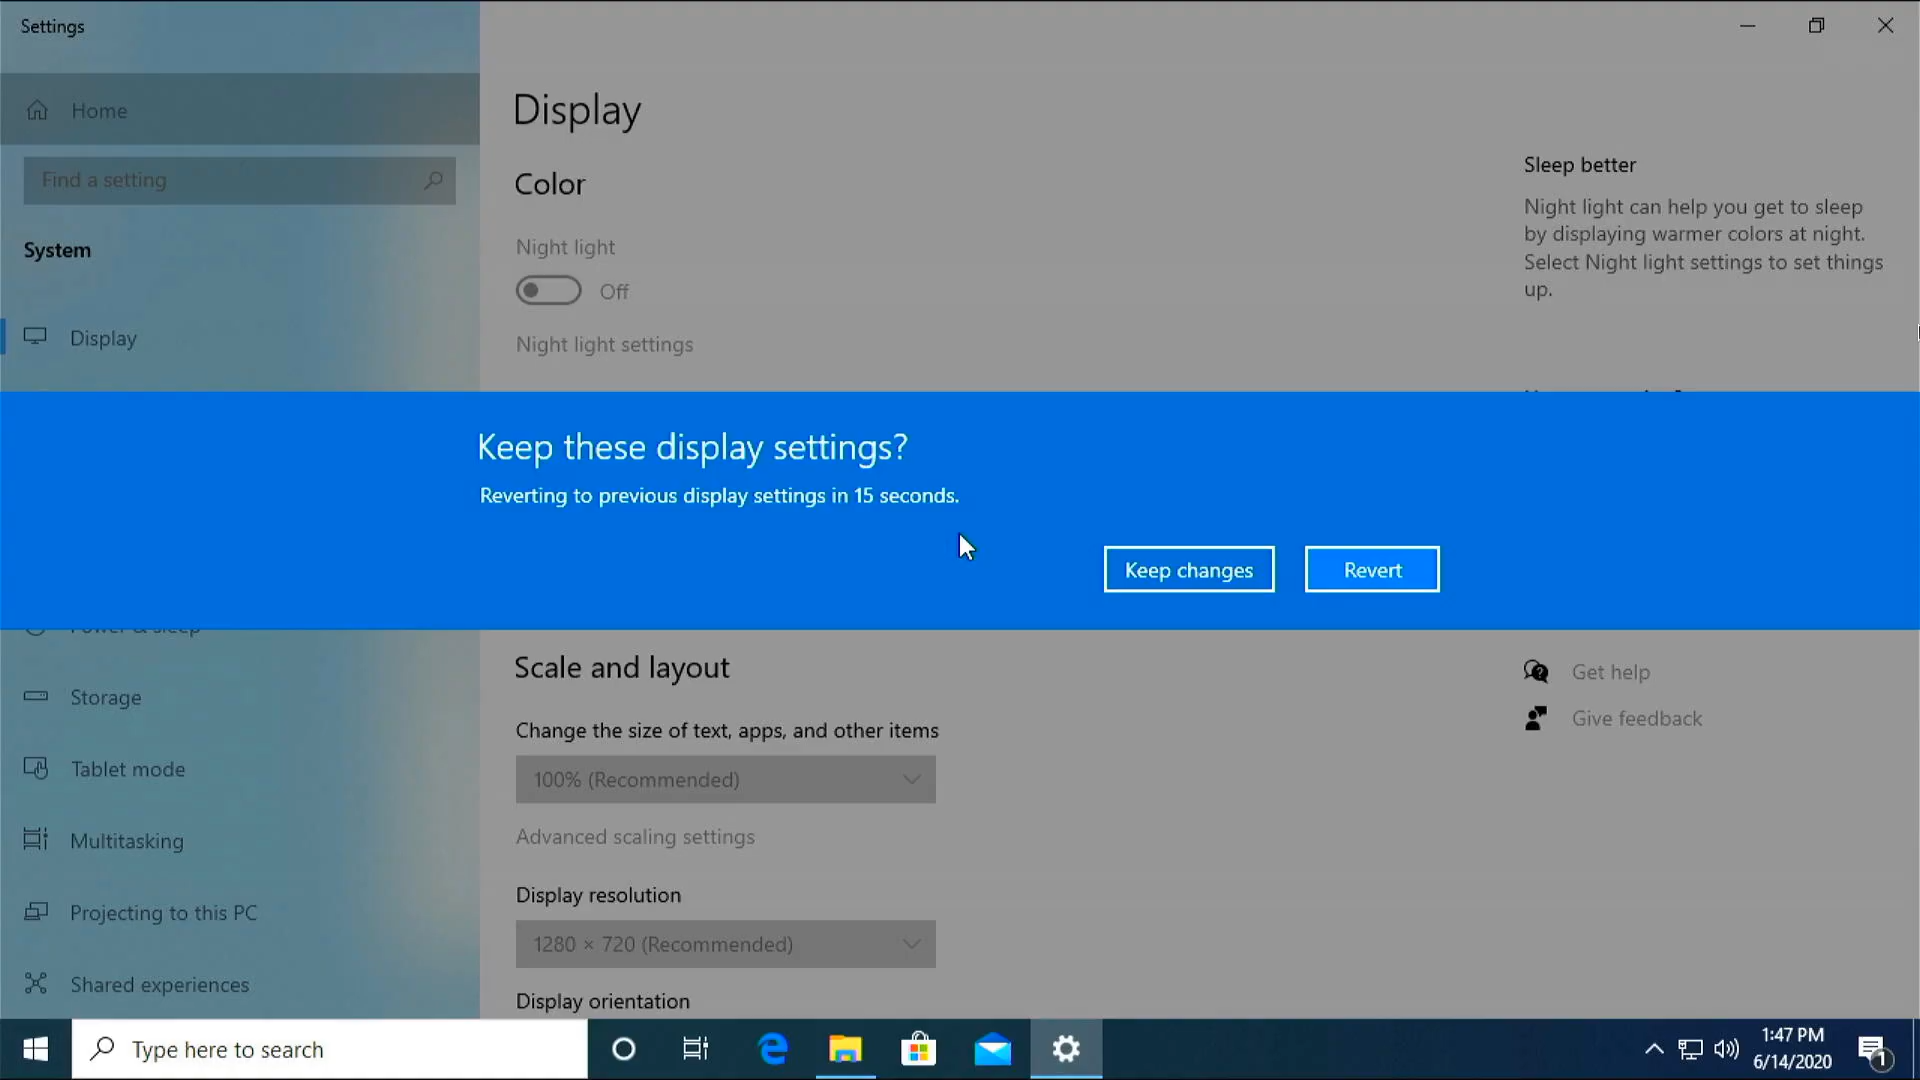 Settings
Home
Find a setting
System
Display
Display
Color
Night light
Off
Night light settings
Sleep better
Night light can help you get to sleep
by displaying warmer colors at night.
Select Night light settings to set things
up.
Keep these display settings?
Reverting to previous display settings in 15 seconds.
Keep changes
Revert
Power & sleep
Storage
Tablet mode
Multitasking
Projecting to this PC
Shared experiences
Scale and layout
Change the size of text, apps, and other items
100% (Recommended)
Advanced scaling settings
Display resolution
1280 × 720 (Recommended)
Display orientation
Get help
Give feedback
Type here to search
1:47 PM
6/14/2020
1